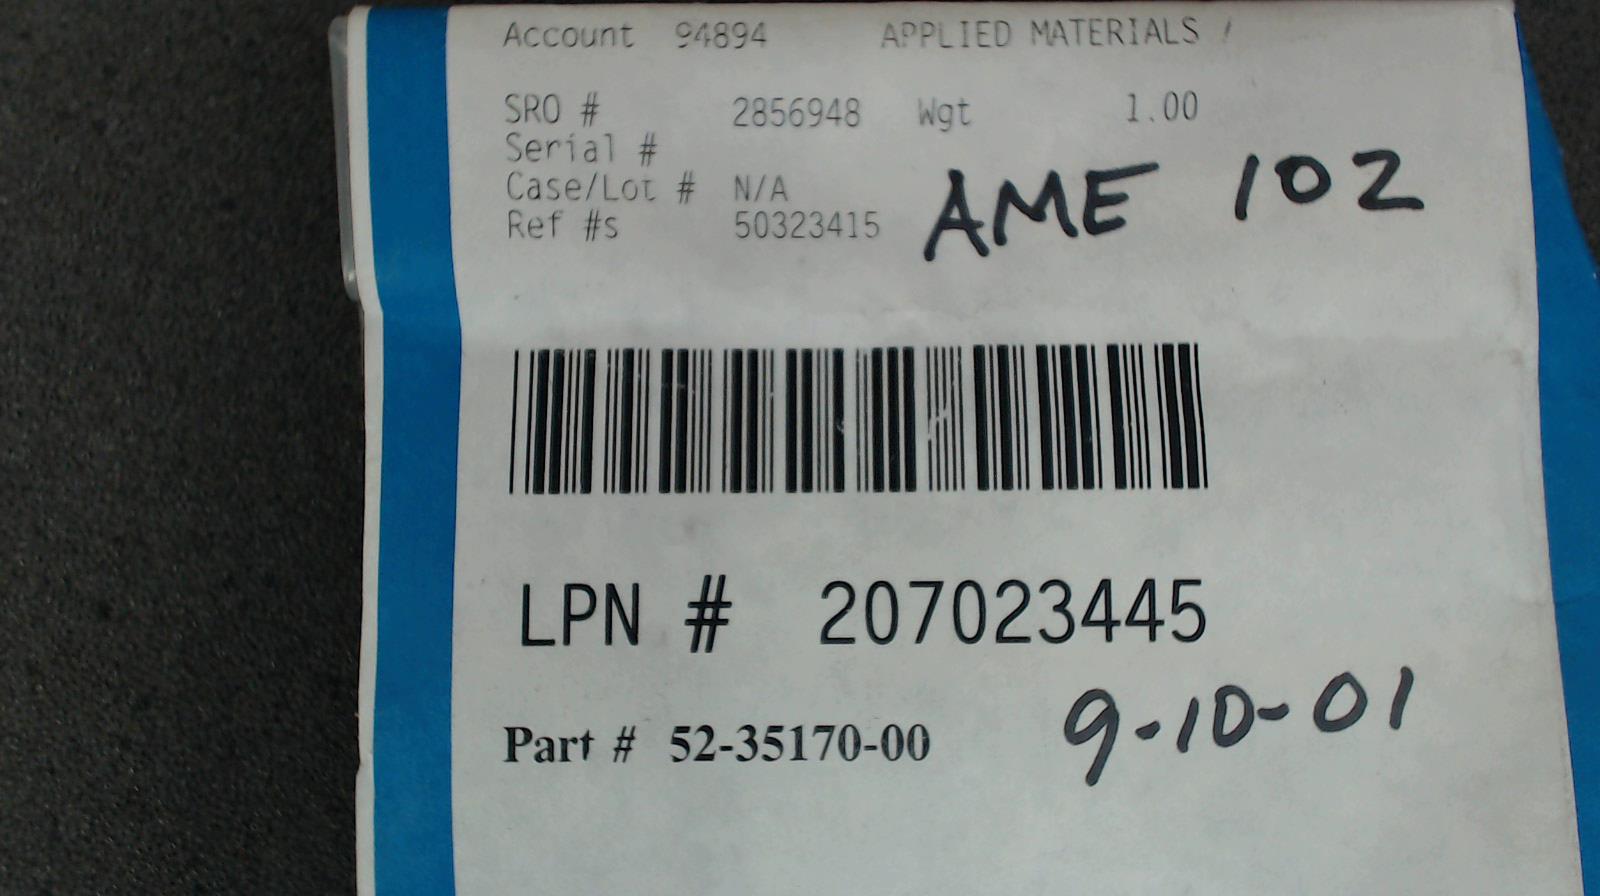 Account 94894 APPLIED MATERIALS /
SRO # 2856948 Wgt 1.00
Serial #
Case/Lot # N/A
Ref #s 50323415
AME 102
LPN # 207023445
Part # 52-35170-00
9-10-01